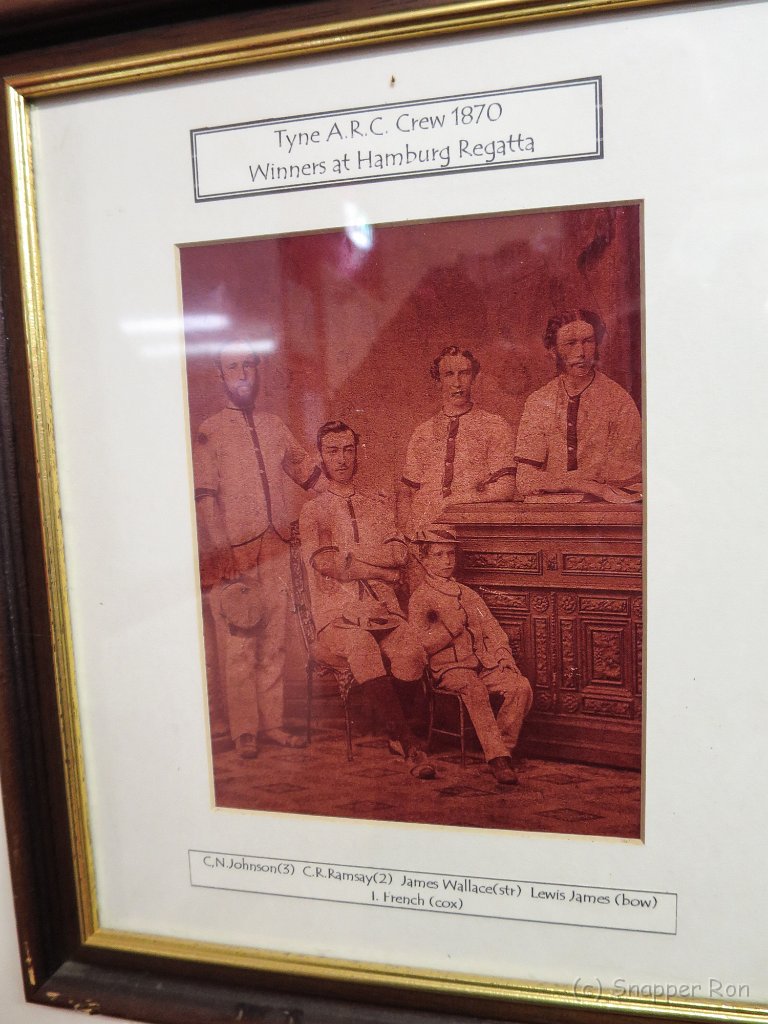 Tyne A.R.C. Crew 1870
Winners at Hamburg Regatta
C,N.Johnson(3) C.R.Ramsay(2) James Wallace(str) Lewis James (bow)
I. French (cox)
(c) Snapper Ron